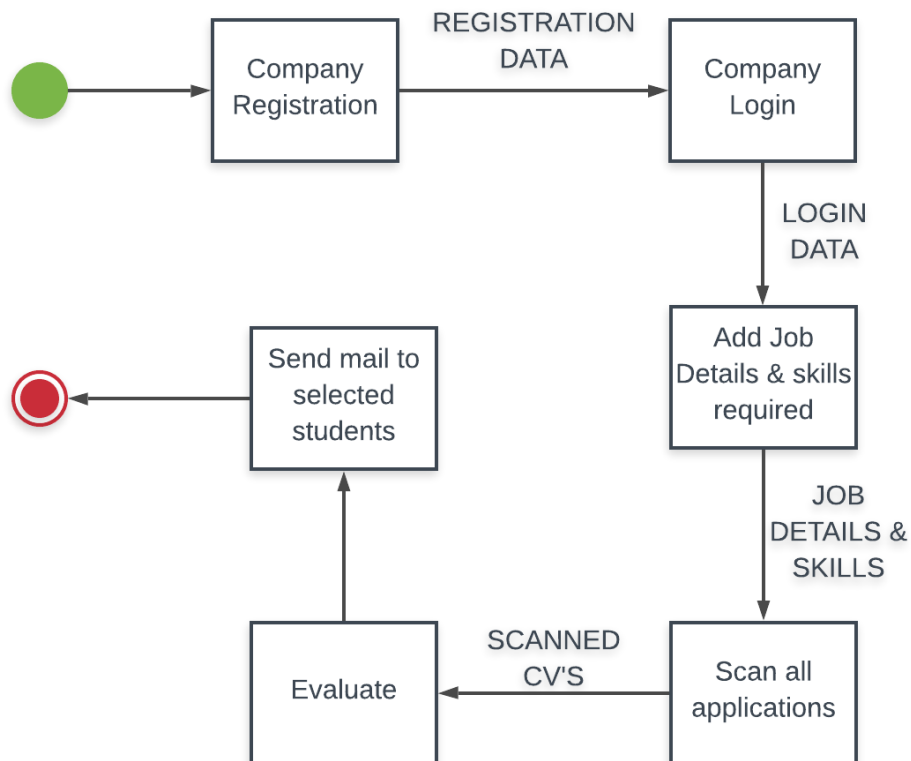 Company
Registration
REGISTRATION
DATA
Company
Login
LOGIN
DATA
Add Job
Details & skills
required
JOB
DETAILS &
SKILLS
Scan all
applications
SCANNED
CV'S
Evaluate
Send mail to
selected
students